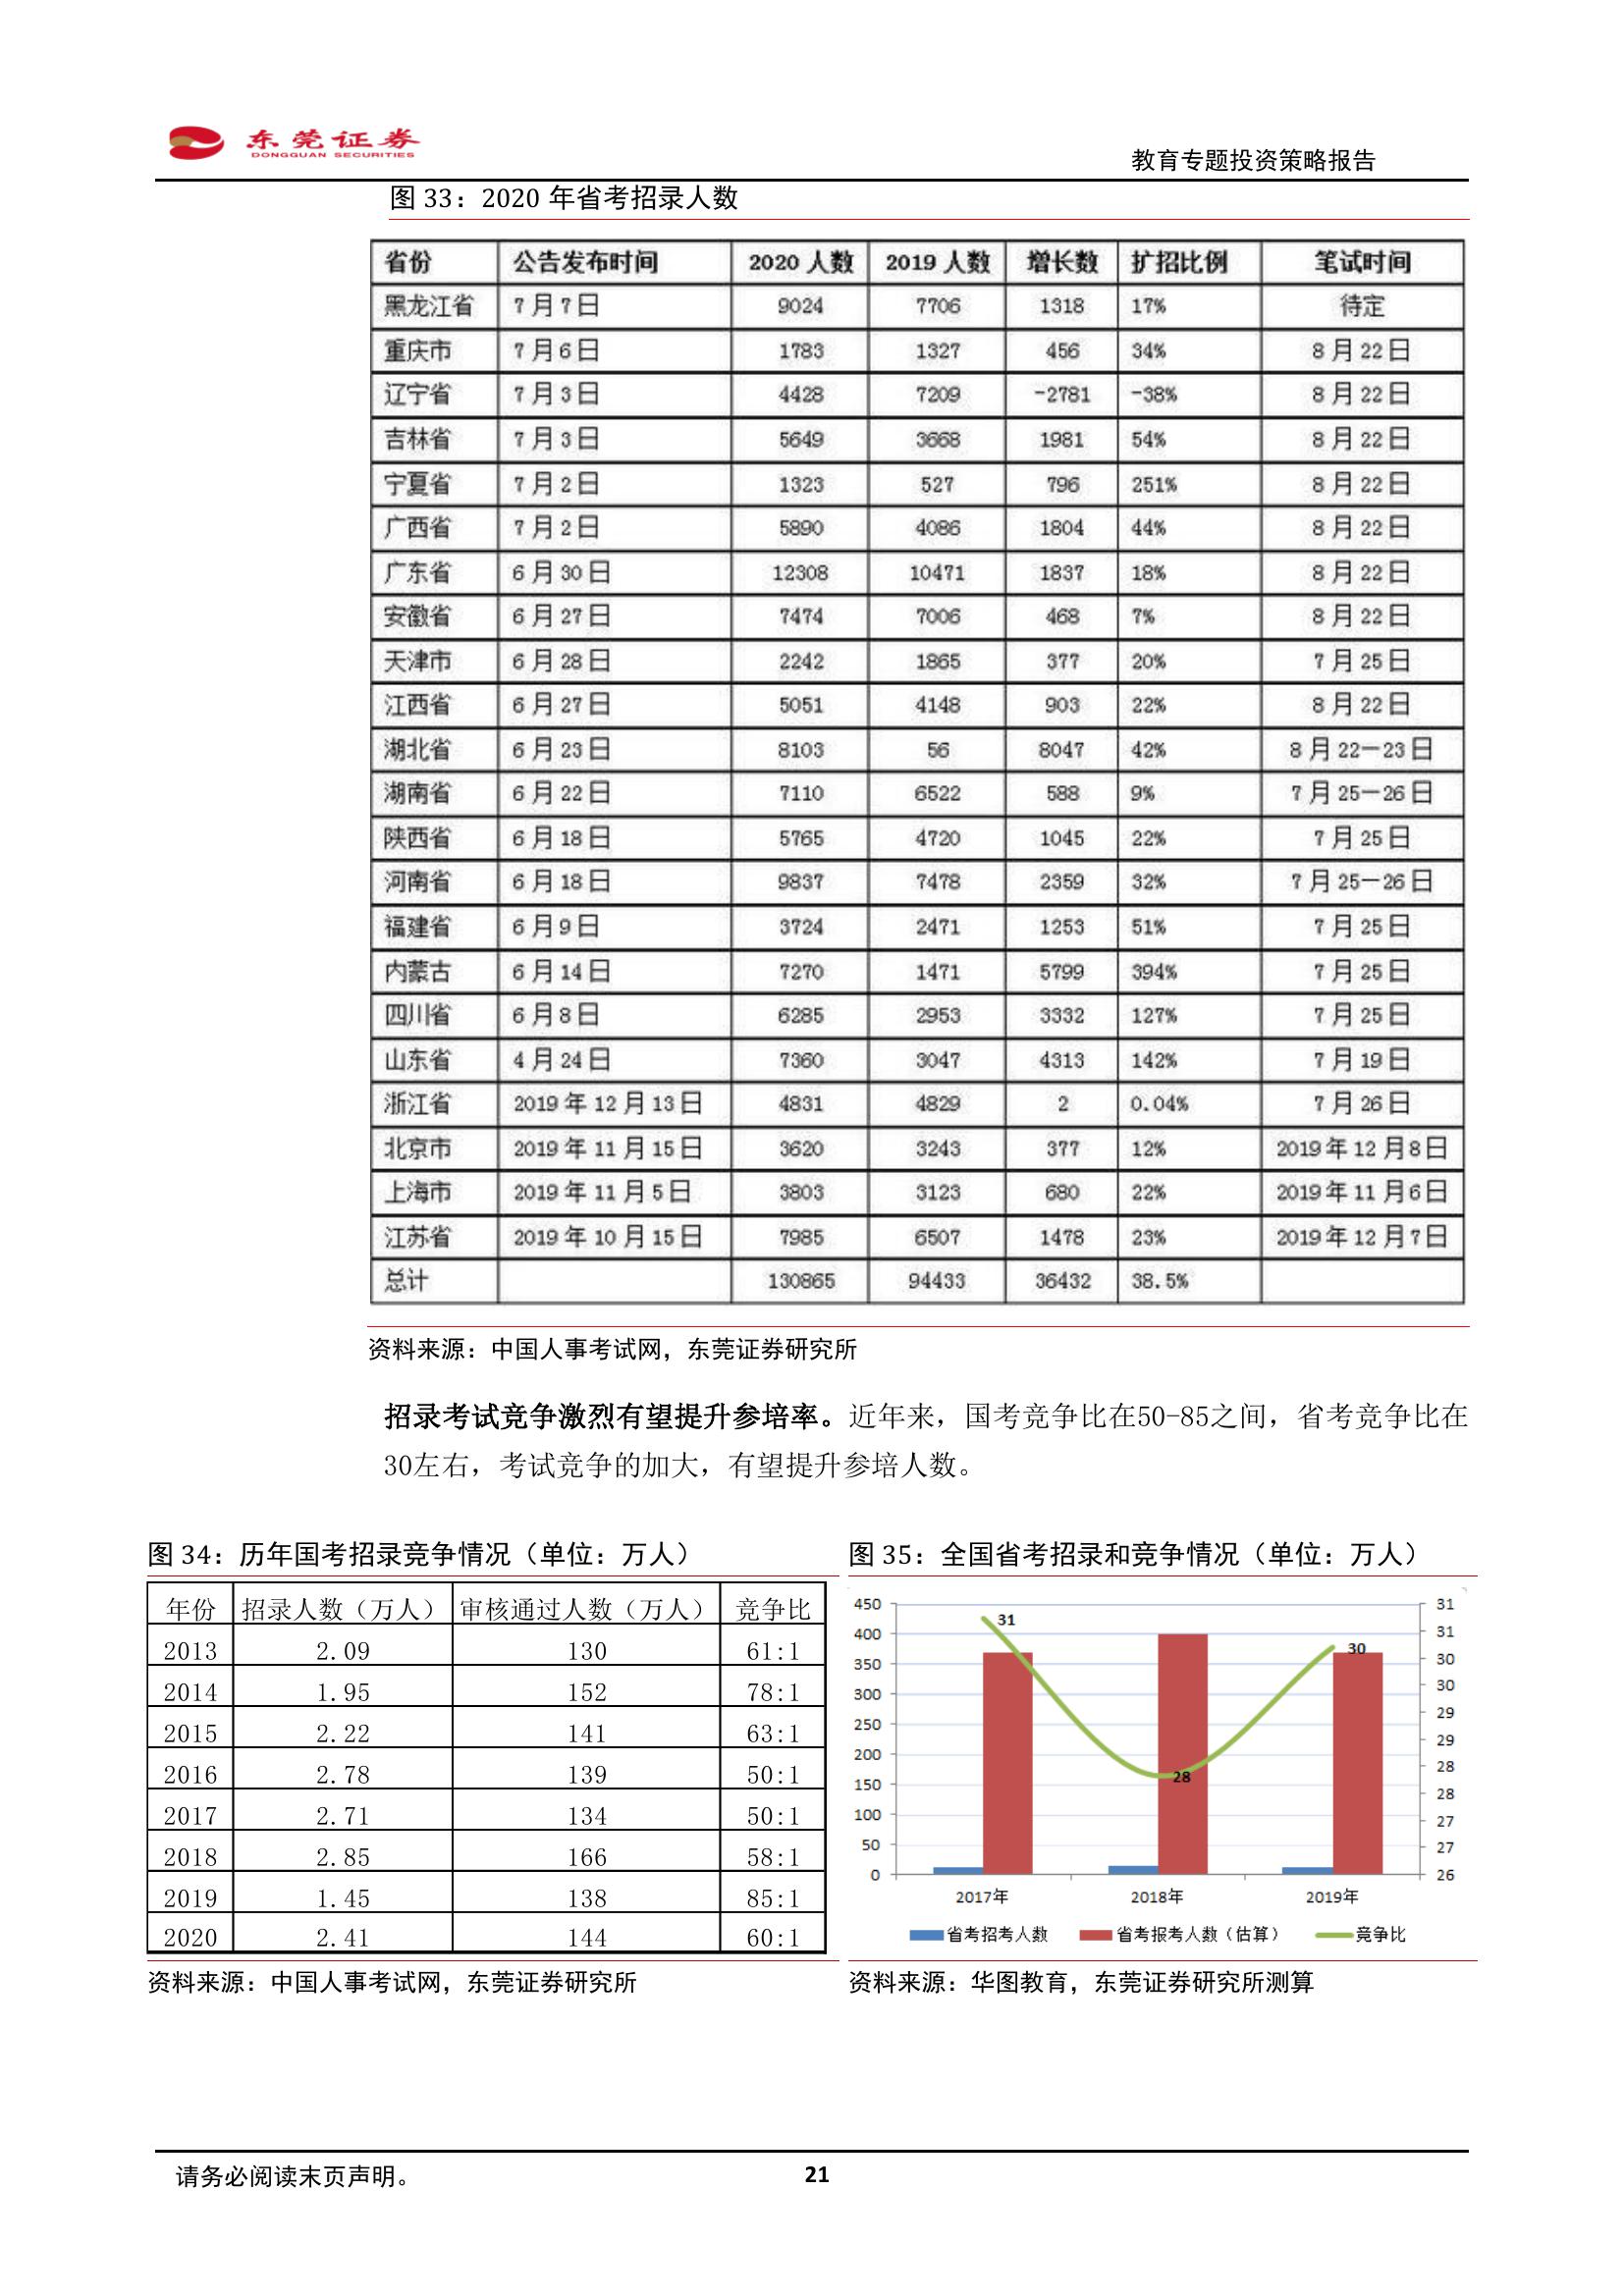 东莞证券
DONGGUAN SECURITIES
教育专题投资策略报告
图 33：2020 年省考招录人数
省份 公告发布时间 2020 人数 2019 人数 增长数 扩招比例 笔试时间
黑龙江省 7 月 7 日 9024 7706 1318 17% 待定
重庆市 7 月 6 日 1783 1327 456 34% 8 月 22 日
辽宁省 7 月 3 日 4428 7209 -2781 -38% 8 月 22 日
吉林省 7 月 3 日 5649 3668 1981 54% 8 月 22 日
宁夏省 7 月 2 日 1323 527 796 251% 8 月 22 日
广西省 7 月 2 日 5890 4086 1804 44% 8 月 22 日
广东省 6 月 30 日 12308 10471 1837 18% 8 月 22 日
安徽省 6 月 27 日 7474 7006 468 7% 8 月 22 日
天津市 6 月 28 日 2242 1865 377 20% 7 月 25 日
江西省 6 月 27 日 5051 4148 903 22% 8 月 22 日
湖北省 6 月 23 日 8103 56 8047 42% 8 月 22—23 日
湖南省 6 月 22 日 7110 6522 588 9% 7 月 25—26 日
陕西省 6 月 18 日 5765 4720 1045 22% 7 月 25 日
河南省 6 月 18 日 9837 7478 2359 32% 7 月 25—26 日
福建省 6 月 9 日 3724 2471 1253 51% 7 月 25 日
内蒙古 6 月 14 日 7270 1471 5799 394% 7 月 25 日
四川省 6 月 8 日 6285 2953 3332 127% 7 月 25 日
山东省 4 月 24 日 7360 3047 4313 142% 7 月 19 日
浙江省 2019 年 12 月 13 日 4831 4829 2 0.04% 7 月 26 日
北京市 2019 年 11 月 15 日 3620 3243 377 12% 2019 年 12 月 8 日
上海市 2019 年 11 月 5 日 3803 3123 680 22% 2019 年 11 月 6 日
江苏省 2019 年 10 月 15 日 7985 6507 1478 23% 2019 年 12 月 7 日
总计 130865 94433 36432 38.5%
资料来源：中国人事考试网，东莞证券研究所
招录考试竞争激烈有望提升参培率。近年来，国考竞争比在50-85之间，省考竞争比在
30左右，考试竞争的加大，有望提升参培人数。
图 34：历年国考招录竞争情况（单位：万人）
年份 招录人数（万人） 审核通过人数（万人） 竞争比
2013 2.09 130 61:1
2014 1.95 152 78:1
2015 2.22 141 63:1
2016 2.78 139 50:1
2017 2.71 134 50:1
2018 2.85 166 58:1
2019 1.45 138 85:1
2020 2.41 144 60:1
资料来源：中国人事考试网，东莞证券研究所
图 35：全国省考招录和竞争情况（单位：万人）
450 31
400 31
350 30
300 30
250 29
200 29
150 28
100 28
50 27
0 27
26
31
28
30
2017年 2018年 2019年
省考招考人数 省考报考人数（估算） 竞争比
资料来源：华图教育，东莞证券研究所测算
请务必阅读末页声明。
21